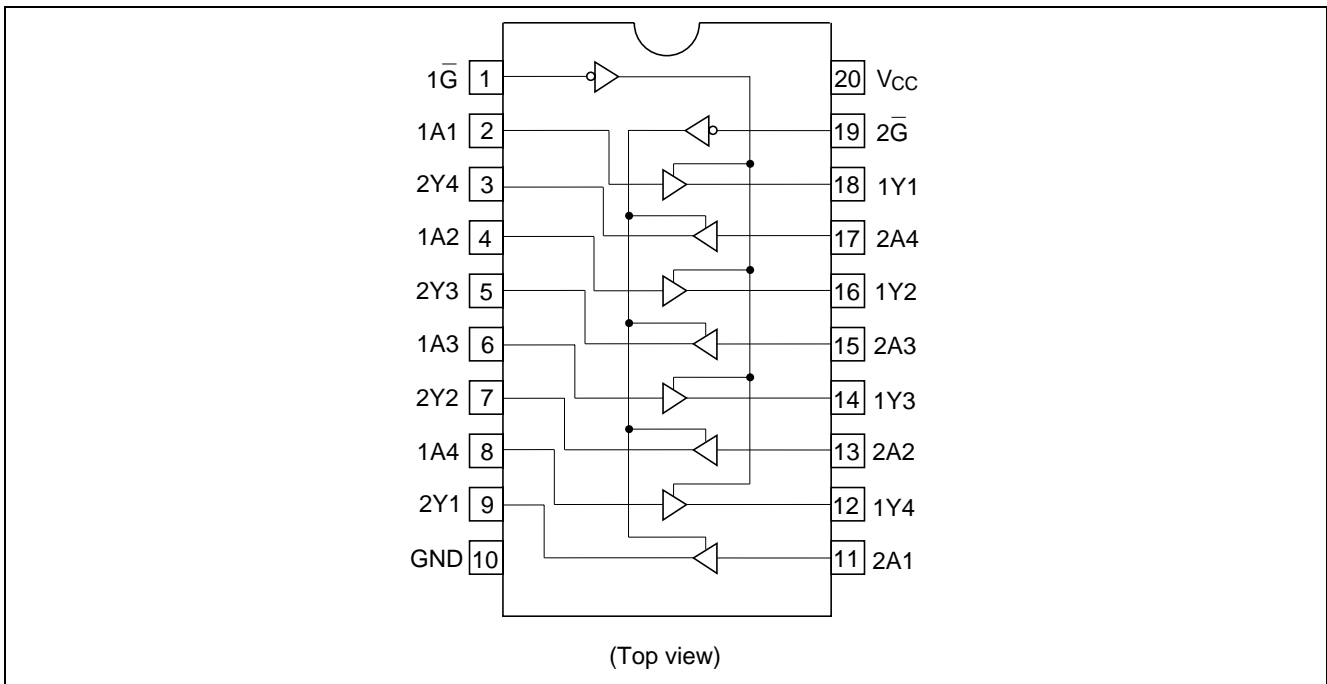 1G̅ 1 20 VCC
1A1 2 19 2G̅
2Y4 3 18 1Y1
1A2 4 17 2A4
2Y3 5 16 1Y2
1A3 6 15 2A3
2Y2 7 14 1Y3
1A4 8 13 2A2
2Y1 9 12 1Y4
GND 10 11 2A1
(Top view)